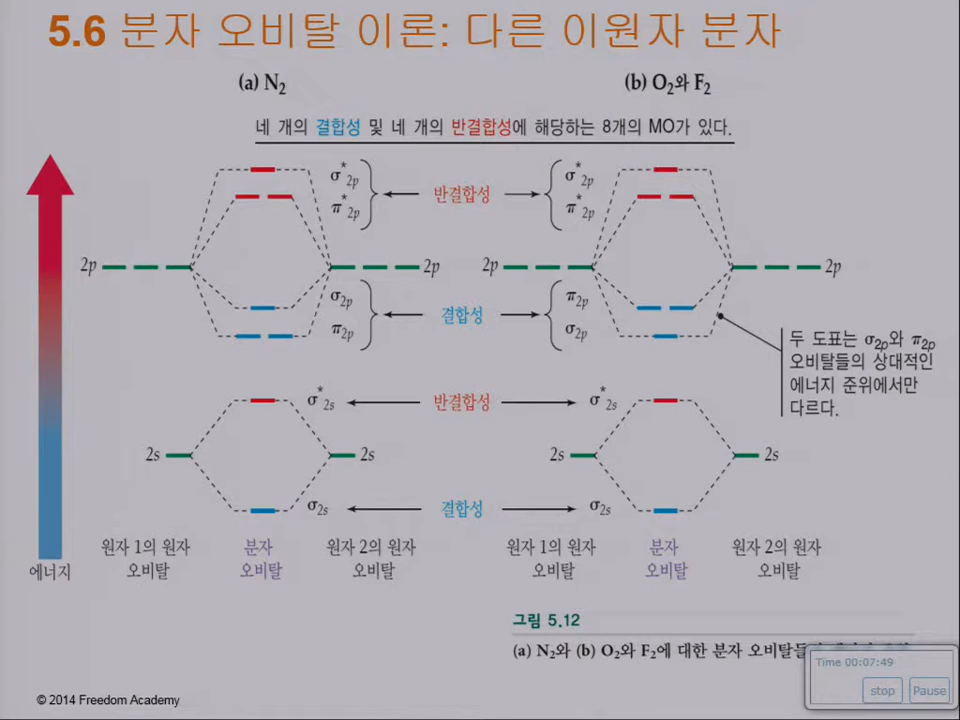 5.6 분자 오비탈 이론: 다른 이원자 분자
(a) N₂
(b) O₂와 F₂
네 개의 결합성 및 네 개의 반결합성에 해당하는 8개의 MO가 있다.
σ*2p
π*2p
반결합성
σ*2p
π*2p
2p
2p
2p
2p
σ2p
π2p
결합성
π2p
σ2p
두 도표는 σ2p와 π2p
오비탈들의 상대적인
에너지 준위에서만
다르다.
σ*2s
반결합성
σ*2s
2s
2s
2s
2s
σ2s
결합성
σ2s
원자 1의 원자
오비탈
분자
오비탈
원자 2의 원자
오비탈
원자 1의 원자
오비탈
분자
오비탈
원자 2의 원자
오비탈
에너지
그림 5.12
(a) N₂와 (b) O₂와 F₂에 대한 분자 오비탈들
Time 00:07:49
stop
Pause
© 2014 Freedom Academy